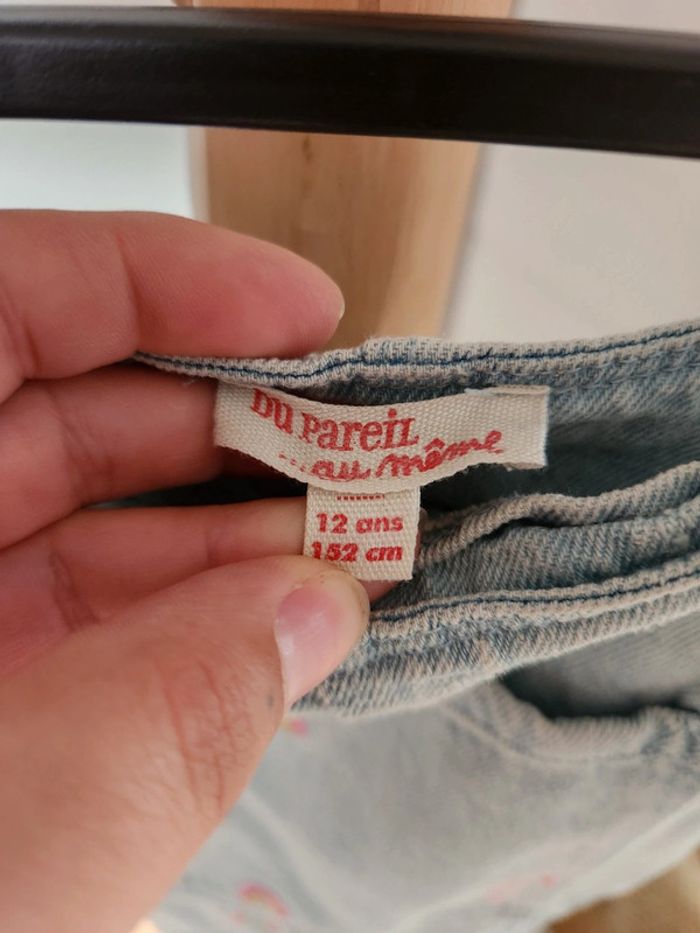 DU PAREIL
...au même
12 ans
152 cm